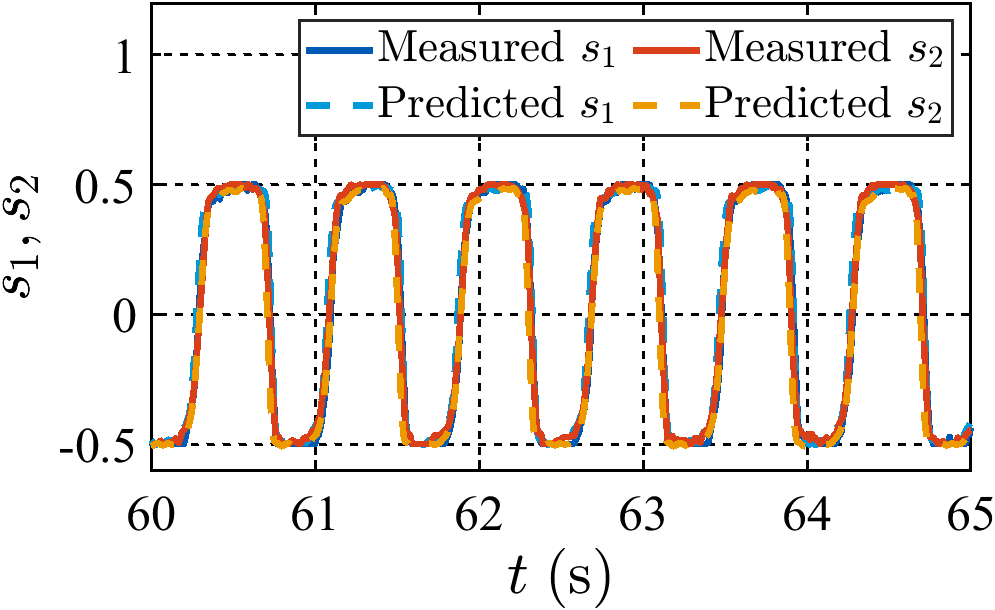 Measured s₁ Measured s₂
Predicted s₁ Predicted s₂
1
0.5
0
-0.5
s₁, s₂
60 61 62 63 64 65
t (s)